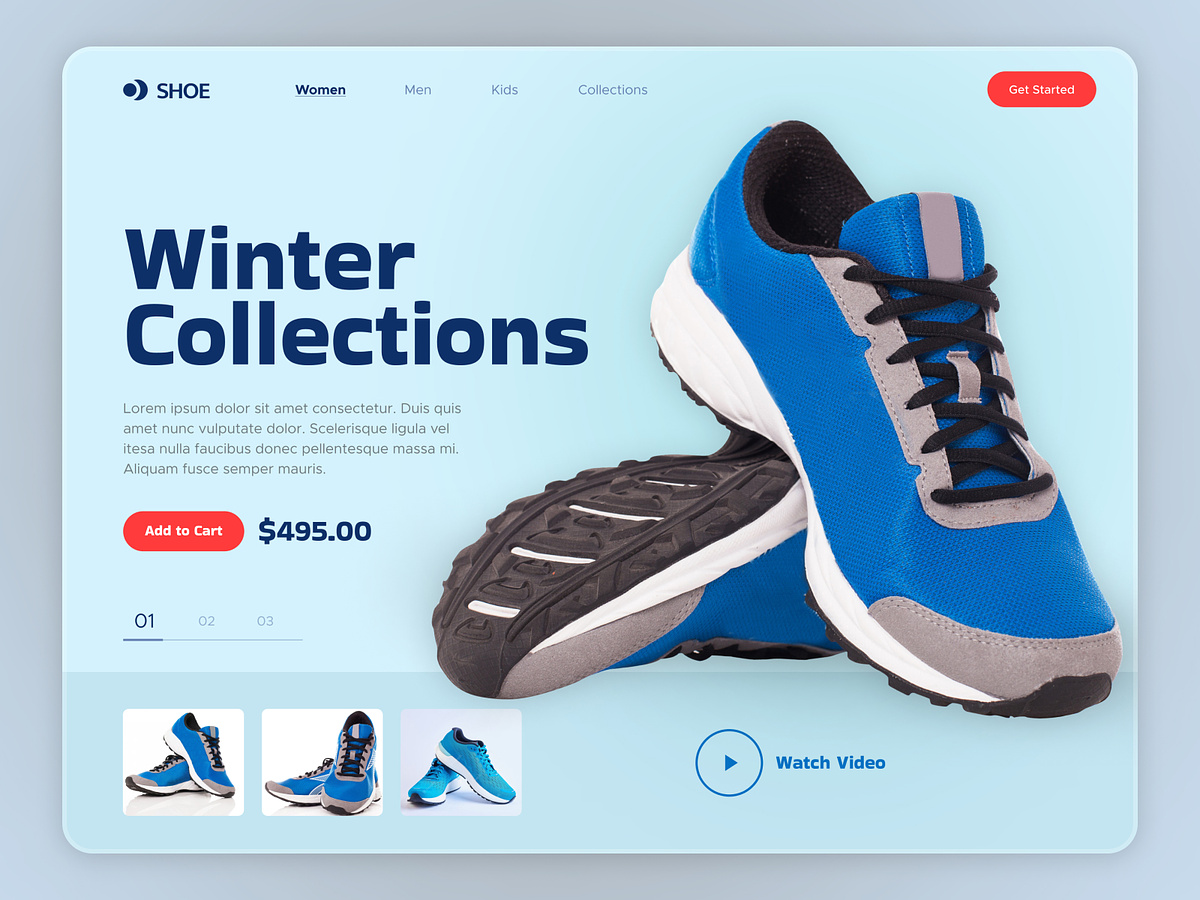 SHOE
Women
Men
Kids
Collections
Get Started
Winter
Collections
Lorem ipsum dolor sit amet consectetur. Duis quis
amet nunc vulputate dolor. Scelerisque ligula vel
itesa nulla faucibus donec pellentesque massa mi.
Aliquam fusce semper mauris.
Add to Cart
$495.00
01
02
03
Watch Video